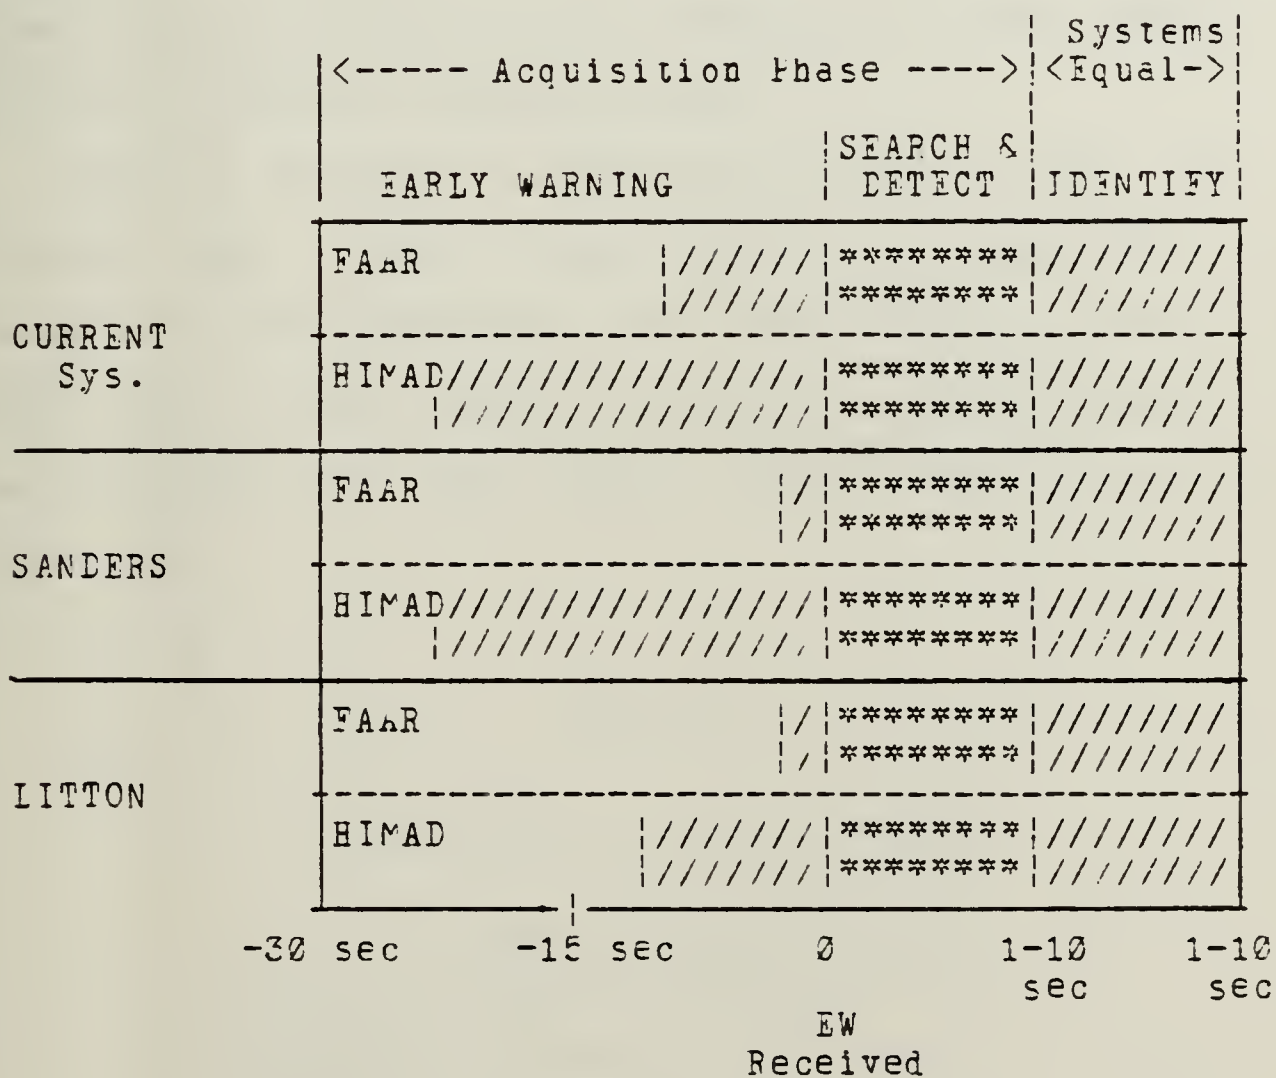 Systems
<----- Acquisition Phase ----> <Equal->
SEARCH &
EARLY WARNING DETECT IDENTIFY
FAAR |//////|********|////////
|//////|********|////////
CURRENT
Sys.
HIMAD/////////////|********|////////
|/////////////|********|////////
FAAR |/|********|////////
|/|********|////////
SANDERS
HIMAD/////////////|********|////////
|/////////////|********|////////
FAAR |/|********|////////
|/|********|////////
LITTON
HIMAD |///////|********|////////
|///////|********|////////
-30 sec -15 sec 0 1-10 1-10
sec sec
EW
Received